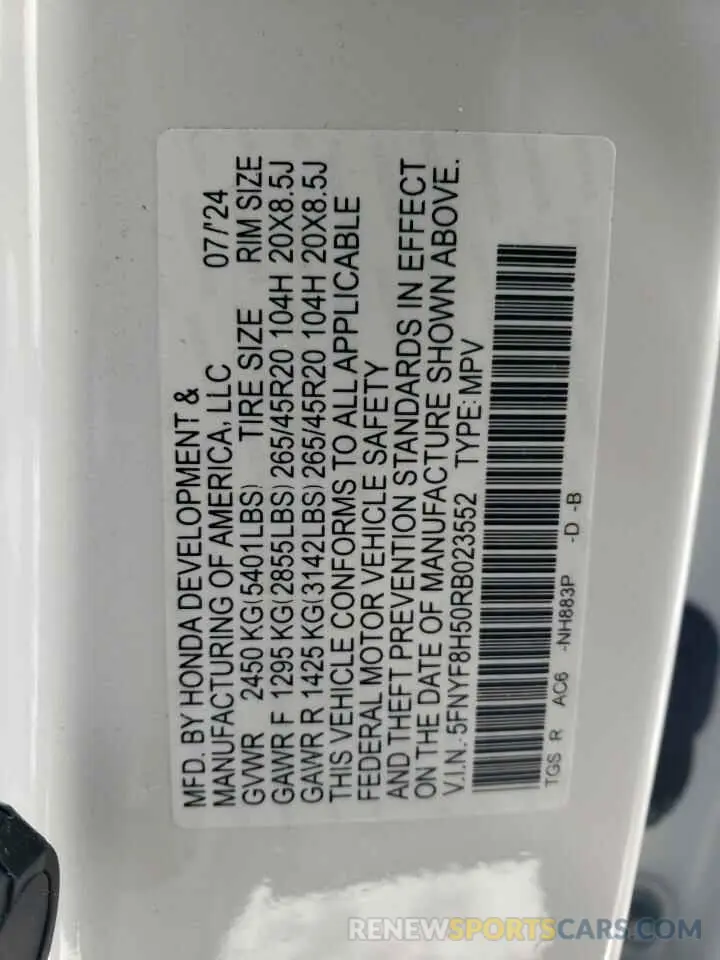 MFD. BY HONDA DEVELOPMENT &
MANUFACTURING OF AMERICA, LLC 07/'24
GVWR 2450 KG(5401LBS) TIRE SIZE RIM SIZE
GAWR F 1295 KG(2855LBS) 265/45R20 104H 20X8.5J
GAWR R 1425 KG(3142LBS) 265/45R20 104H 20X8.5J
THIS VEHICLE CONFORMS TO ALL APPLICABLE
FEDERAL MOTOR VEHICLE SAFETY
AND THEFT PREVENTION STANDARDS IN EFFECT
ON THE DATE OF MANUFACTURE SHOWN ABOVE.
V.I.N.:5FNYF8H50RB023552 TYPE:MPV
TGS R AC6 -NH883P -D -B
RENEWSPORTSCARS.COM